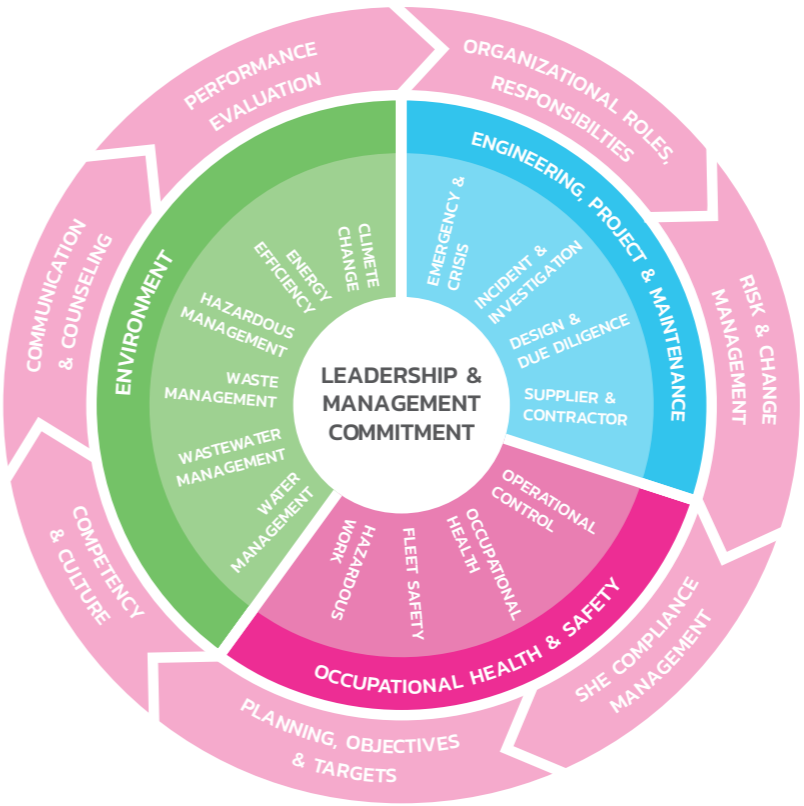 LEADERSHIP &
MANAGEMENT
COMMITMENT
PERFORMANCE
EVALUATION
ORGANIZATIONAL ROLES,
RESPONSIBILTIES
RISK & CHANGE
MANAGEMENT
SHE COMPLIANCE
MANAGEMENT
PLANNING, OBJECTIVES
& TARGETS
COMPETENCY
& CULTURE
COMMUNICATION
& COUNSELING
ENGINEERING, PROJECT & MAINTENANCE
EMERGENCY &
CRISIS
INCIDENT &
INVESTIGATION
DESIGN &
DUE DILIGENCE
SUPPLIER &
CONTRACTOR
OCCUPATIONAL HEALTH & SAFETY
OPERATIONAL
CONTROL
OCCUPATIONAL
HEALTH
FLEET SAFETY
HAZARDOUS
WORK
ENVIRONMENT
WATER
MANAGEMENT
WASTEWATER
MANAGEMENT
WASTE
MANAGEMENT
HAZARDOUS
MANAGEMENT
ENERGY
EFFICIENCY
CLIMETE
CHANGE